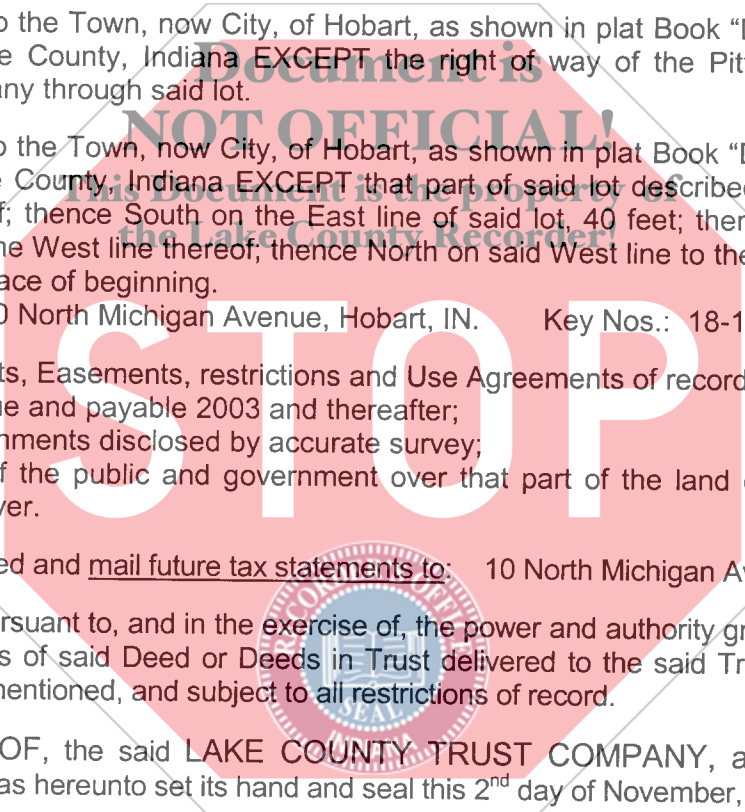 o the Town, now City, of Hobart, as shown in plat Book “
e County, Indiana EXCEPT the right of way of the Pit
any through said lot.
Document is
NOT OFFICIAL!
This Document is the property of
the Lake County Recorder!
o the Town, now City, of Hobart, as shown in plat Book “
e County, Indiana EXCEPT that part of said lot described
f; thence South on the East line of said lot, 40 feet; then
he West line thereof; thence North on said West line to the
ace of beginning.
0 North Michigan Avenue, Hobart, IN. Key Nos.: 18-1
STOP
ts, Easements, restrictions and Use Agreements of record
ue and payable 2003 and thereafter;
hments disclosed by accurate survey;
f the public and government over that part of the land
ver.
ed and mail future tax statements to: 10 North Michigan Av
rsuant to, and in the exercise of, the power and authority gr
s of said Deed or Deeds in Trust delivered to the said Tr
mentioned, and subject to all restrictions of record.
SEAL
INDIANA
OF, the said LAKE COUNTY TRUST COMPANY, a
as hereunto set its hand and seal this 2nd day of November,